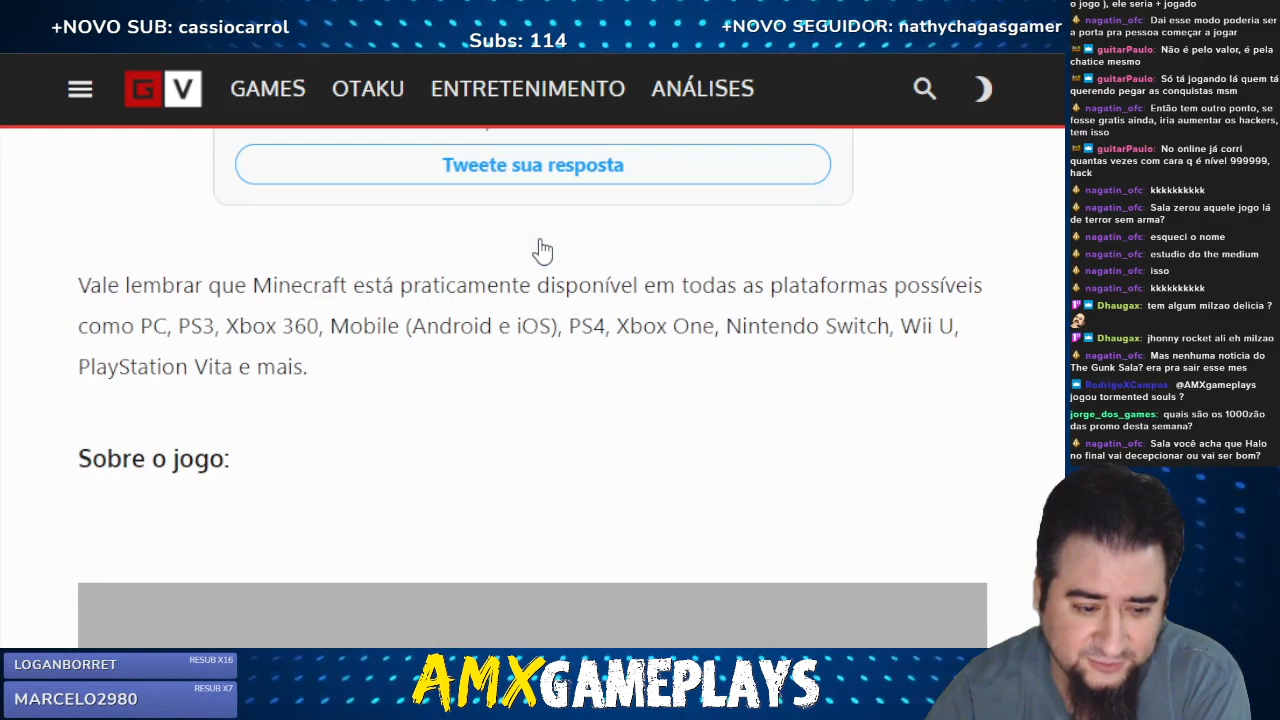 +NOVO SUB: cassiocarrol
Subs: 114
+NOVO SEGUIDOR: nathychagasgamer
GV
GAMES
OTAKU
ENTRETENIMENTO
ANÁLISES
Tweete sua resposta
Vale lembrar que Minecraft está praticamente disponível em todas as plataformas possíveis
como PC, PS3, Xbox 360, Mobile (Android e iOS), PS4, Xbox One, Nintendo Switch, Wii U,
PlayStation Vita e mais.
Sobre o jogo:
o jogo ), ele seria + jogado
nagatin_ofc: Dai esse modo poderia ser
a porta pra pessoa começar a jogar
guitarPaulo: Não é pelo valor, é pela
chatice mesmo
guitarPaulo: Só tá jogando lá quem tá
querendo pegar as conquistas msm
nagatin_ofc: Então tem outro ponto, se
fosse gratis ainda, iria aumentar os hackers,
tem isso
guitarPaulo: No online já corri
quantas vezes com cara q é nível 999999,
hack
nagatin_ofc: kkkkkkkkkk
nagatin_ofc: Sala zerou aquele jogo lá
de terror sem arma?
nagatin_ofc: esqueci o nome
nagatin_ofc: estudio do the medium
nagatin_ofc: isso
nagatin_ofc: kkkkkkkkkk
Dhaugax: tem algum milzao delicia ?
Dhaugax: jhonny rocket ali eh milzao
nagatin_ofc: Mas nenhuma noticia do
The Gunk Sala? era pra sair esse mes
RodrigoXCampos: @AMXgameplays
jogou tormented souls ?
jorge_dos_games: quais são os 1000zão
das promo desta semana?
nagatin_ofc: Sala você acha que Halo
no final vai decepcionar ou vai ser bom?
LOGANBORRET
RESUB X16
MARCELO2980
RESUB X7
AMXGAMEPLAYS